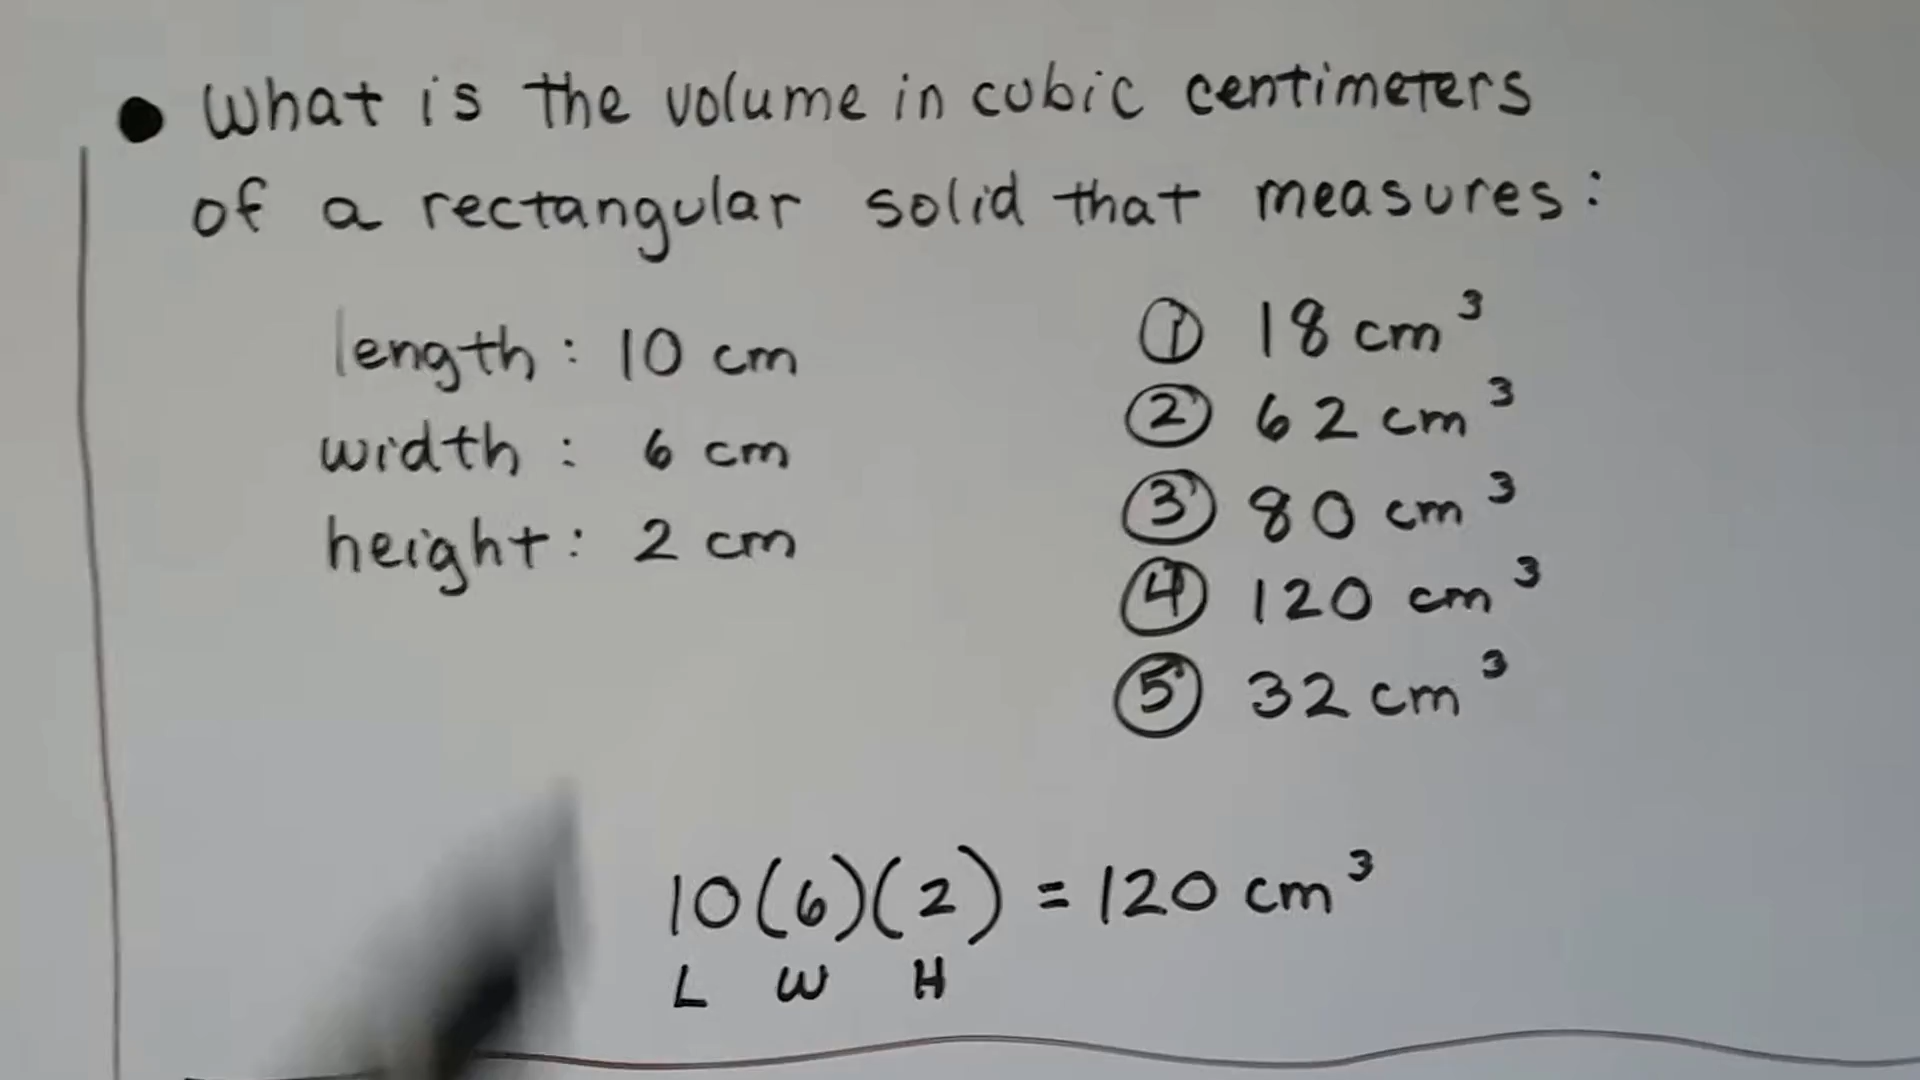 • What is the volume in cubic centimeters
of a rectangular solid that measures:
length: 10 cm
width: 6 cm
height: 2 cm
① 18 cm³
② 62 cm³
③ 80 cm³
④ 120 cm³
⑤ 32 cm³
10(6)(2) = 120 cm³
L W H